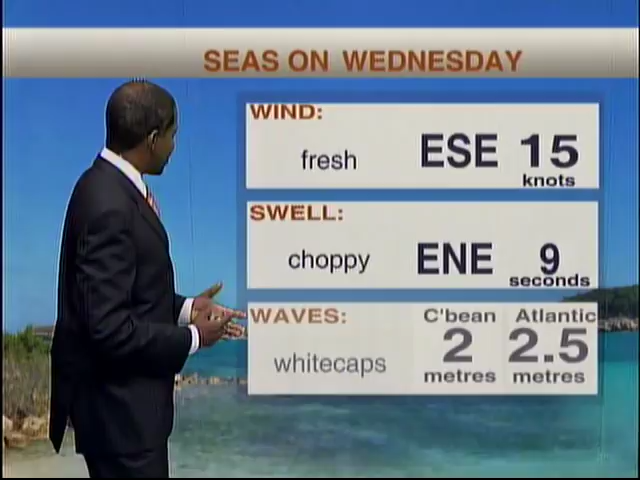 SEAS ON WEDNESDAY
WIND:
fresh ESE 15
knots
SWELL:
choppy ENE 9
seconds
WAVES: C'bean Atlantic
whitecaps 2 2.5
metres metres